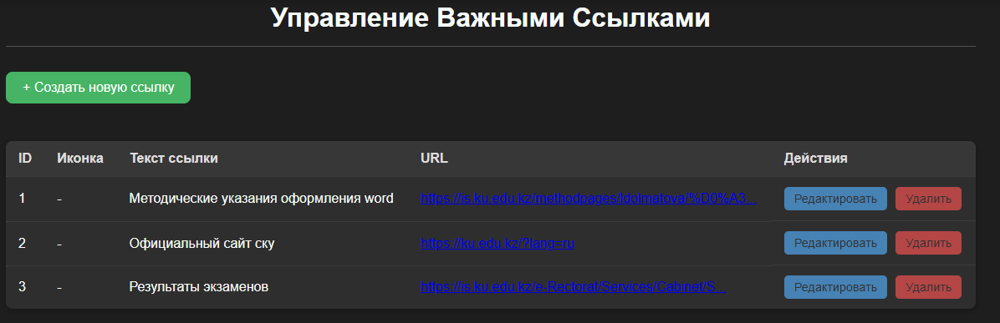 Управление Важными Ссылками
+ Создать новую ссылку
ID Иконка Текст ссылки URL Действия
1 - Методические указания оформления word https://is.ku.edu.kz/methodpages/ldolmatova/%D0%A3... Редактировать Удалить
2 - Официальный сайт ску https://ku.edu.kz/?lang=ru Редактировать Удалить
3 - Результаты экзаменов https://is.ku.edu.kz/e-Rectorat/Services/Cabinet/S... Редактировать Удалить